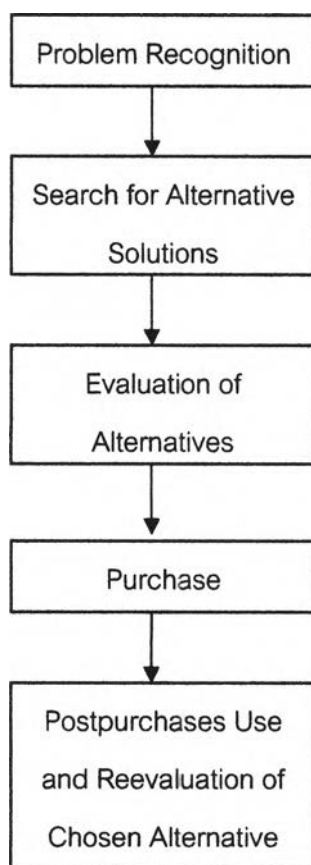 Problem Recognition
Search for Alternative
Solutions
Evaluation of
Alternatives
Purchase
Postpurchases Use
and Reevaluation of
Chosen Alternative